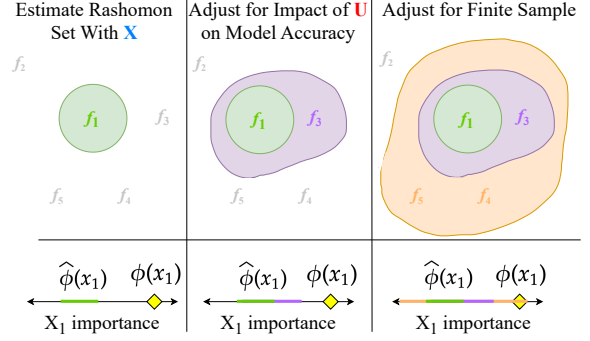 Estimate Rashomon
Set With X
f₂
f₁
f₃
f₅
f₄
ϕ̂(x₁) ϕ(x₁)
X₁ importance
Adjust for Impact of U
on Model Accuracy
f₂
f₁
f₃
f₅
f₄
ϕ̂(x₁) ϕ(x₁)
X₁ importance
Adjust for Finite Sample
f₂
f₁
f₃
f₅
f₄
ϕ̂(x₁) ϕ(x₁)
X₁ importance